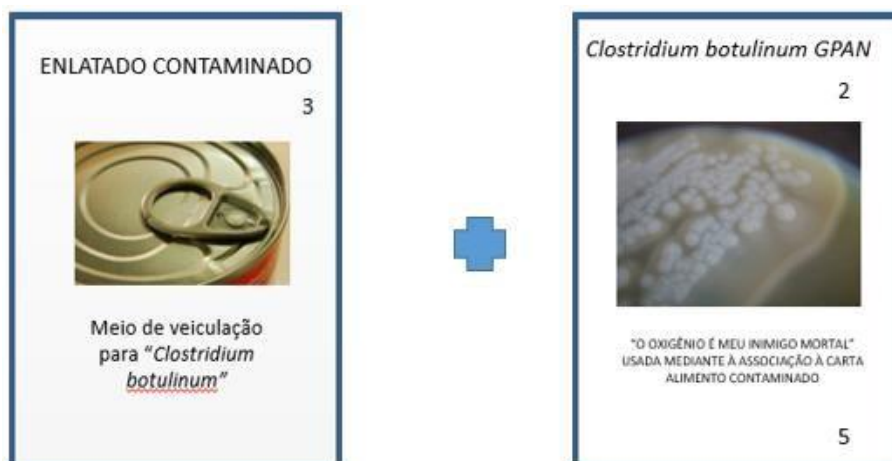 ENLATADO CONTAMINADO
3
Meio de veiculação
para “Clostridium
botulinum”
Clostridium botulinum GPAN
2
“O OXIGÊNIO É MEU INIMIGO MORTAL”
USADA MEDIANTE À ASSOCIAÇÃO À CARTA
ALIMENTO CONTAMINADO
5